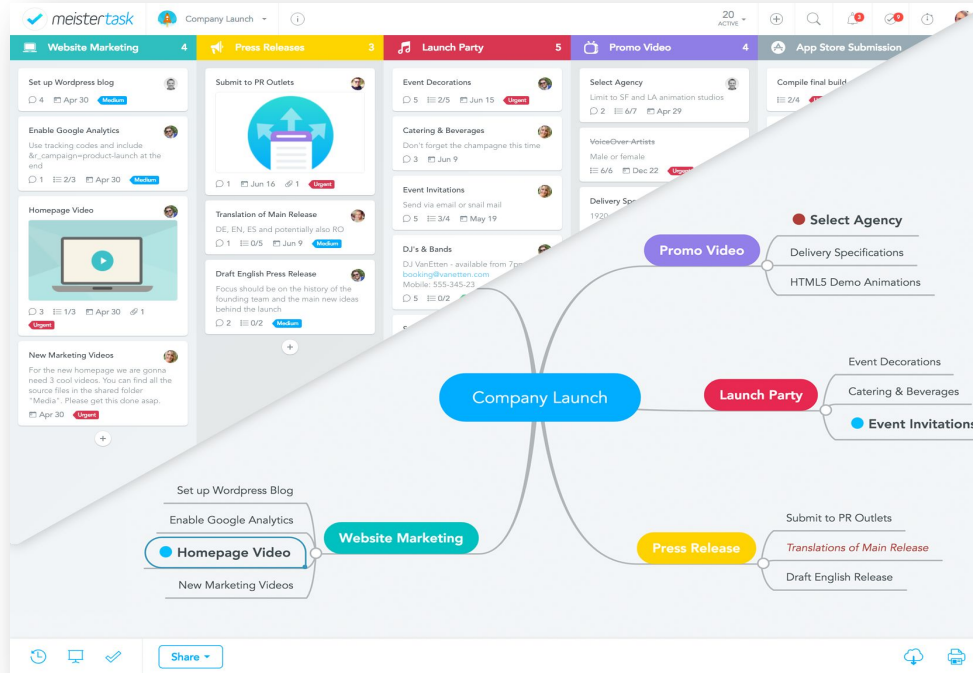 meistertask
Company Launch
20
ACTIVE
3
9
Website Marketing 4
Set up Wordpress blog
4 Apr 30 Medium
Enable Google Analytics
Use tracking codes and include
&r_campaign=product-launch at the
end
1 2/3 Apr 30 Medium
Homepage Video
3 1/3 Apr 30 1
Urgent
New Marketing Videos
For the new homepage we are gonna
need 3 cool videos. You can find all the
source files in the shared folder
"Media". Please get this done asap.
Apr 30 Urgent
Press Releases 3
Submit to PR Outlets
1 Jun 16 1 Urgent
Translation of Main Release
DE, EN, ES and potentially also RO
1 0/5 Jun 9 Medium
Draft English Press Release
Focus should be on the history of the
founding team and the main new ideas
behind the launch
2 0/2 Medium
Launch Party 5
Event Decorations
5 2/5 Jun 15 Urgent
Catering & Beverages
Don't forget the champagne this time
3 Jun 9
Event Invitations
Send via email or snail mail
5 3/4 May 19
DJ's & Bands
DJ VanEtten - available from 7
booking@vanetten.com
Mobile: 555-345-23
5 0/2
Promo Video 4
Select Agency
Limit to SF and LA animation studios
2 6/7 Apr 29
VoiceOver Artists
Male or female
6/6 Dec 22 Urgent
Delivery
1920
App Store Submission
Compile final build
2/4
Company Launch
Promo Video
Select Agency
Delivery Specifications
HTML5 Demo Animations
Launch Party
Event Decorations
Catering & Beverages
Event Invitations
Press Release
Submit to PR Outlets
Translations of Main Release
Draft English Release
Website Marketing
Set up Wordpress Blog
Enable Google Analytics
Homepage Video
New Marketing Videos
Share